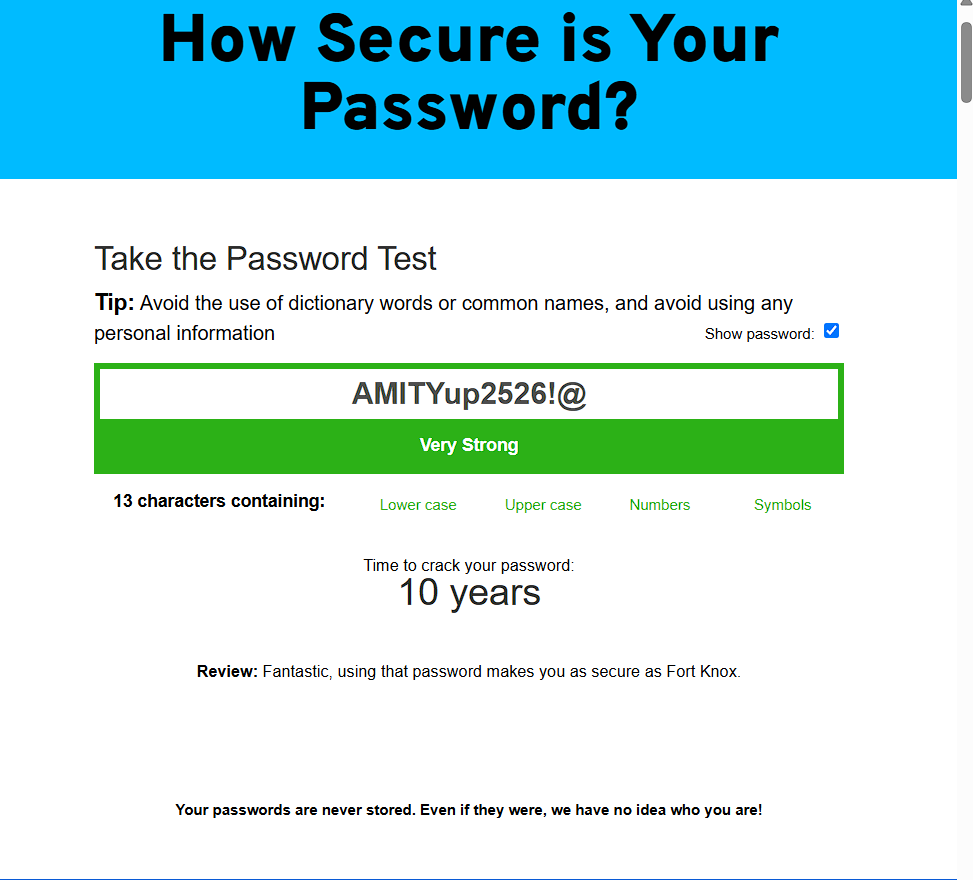 How Secure is Your
Password?
Take the Password Test
Tip: Avoid the use of dictionary words or common names, and avoid using any
personal information
Show password:
AMITYup2526!@
Very Strong
13 characters containing: Lower case Upper case Numbers Symbols
Time to crack your password:
10 years
Review: Fantastic, using that password makes you as secure as Fort Knox.
Your passwords are never stored. Even if they were, we have no idea who you are!